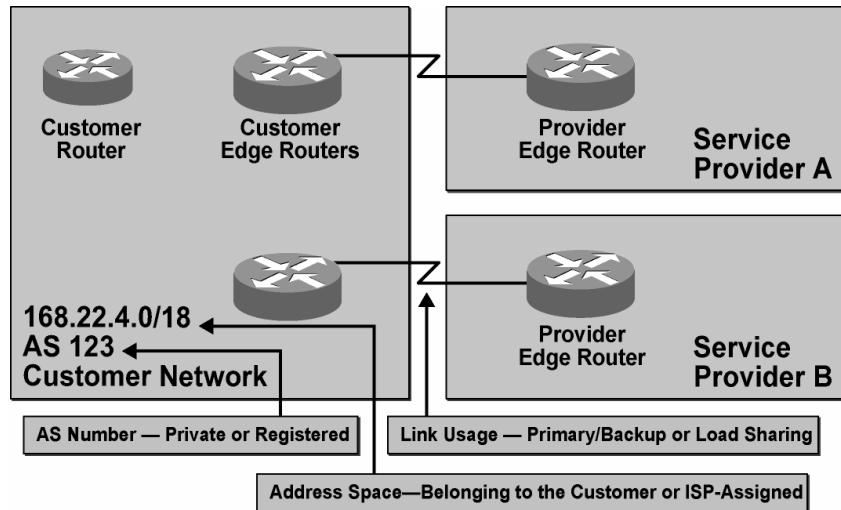 Customer
Router
Customer
Edge Routers
Provider
Edge Router
Service
Provider A
168.22.4.0/18
AS 123
Customer Network
Provider
Edge Router
Service
Provider B
AS Number — Private or Registered
Link Usage — Primary/Backup or Load Sharing
Address Space—Belonging to the Customer or ISP-Assigned